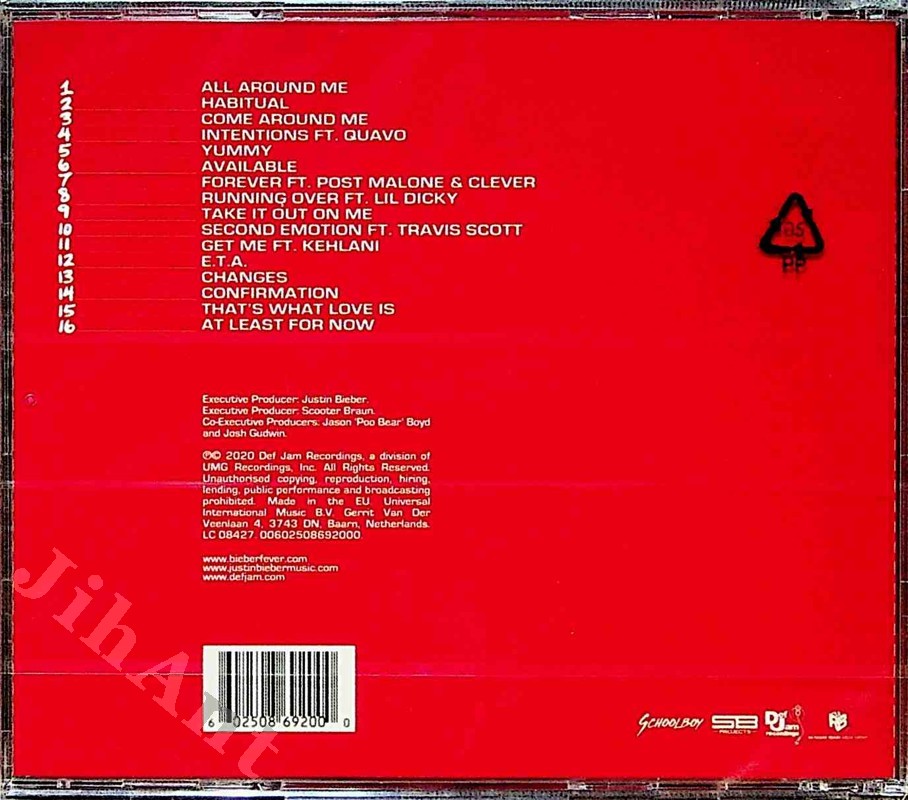 1 ALL AROUND ME
2 HABITUAL
3 COME AROUND ME
4 INTENTIONS FT. QUAVO
5 YUMMY
6 AVAILABLE
7 FOREVER FT. POST MALONE & CLEVER
8 RUNNING OVER FT. LIL DICKY
9 TAKE IT OUT ON ME
10 SECOND EMOTION FT. TRAVIS SCOTT
11 GET ME FT. KEHLANI
12 E.T.A.
13 CHANGES
14 CONFIRMATION
15 THAT'S WHAT LOVE IS
16 AT LEAST FOR NOW
Executive Producer: Justin Bieber.
Executive Producer: Scooter Braun.
Co-Executive Producers: Jason 'Poo Bear' Boyd
and Josh Gudwin.
℗© 2020 Def Jam Recordings, a division of
UMG Recordings, Inc. All Rights Reserved.
Unauthorised copying, reproduction, hiring,
lending, public performance and broadcasting
prohibited. Made in the EU. Universal
International Music B.V. Gerrit Van Der
Veenlaan 4, 3743 DN, Baarn, Netherlands.
LC 08427. 00602508692000.
www.bieberfever.com
www.justinbiebermusic.com
www.defjam.com
6 02508 69200 0
SCHOOLBOY
SB
PROJECTS
Def Jam
recordings
JihAnt